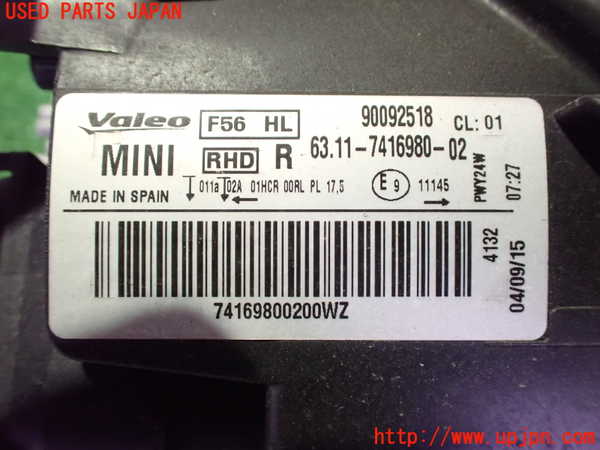 USED PARTS JAPAN
Valeo F56 HL 90092518 CL: 01
MINI RHD R 63.11-7416980-02
MADE IN SPAIN 011a 02A 01HCR 00RL PL 17,5 E9 11145
PWY24W 07:27
4132 04/09/15
74169800200WZ
http://www.upjpn.com/